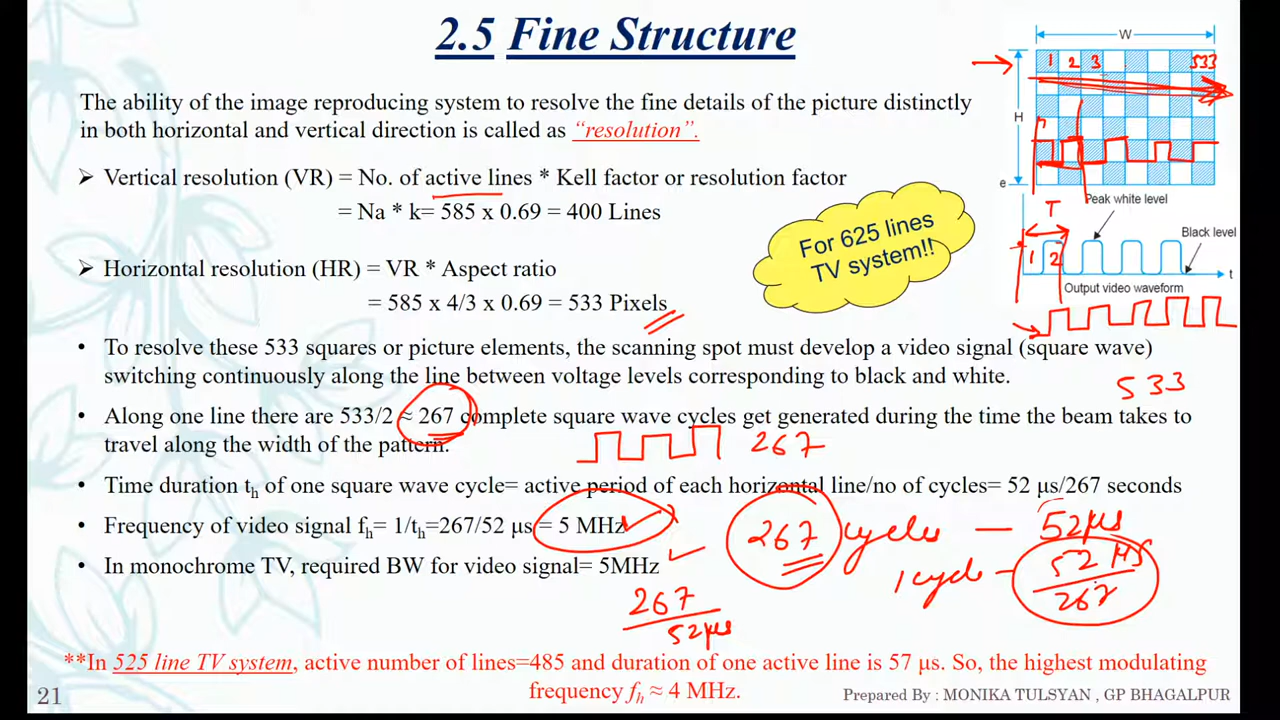 2.5 Fine Structure
W
1 2 3 533
H
e
The ability of the image reproducing system to resolve the fine details of the picture distinctly
in both horizontal and vertical direction is called as "resolution".
➢ Vertical resolution (VR) = No. of active lines * Kell factor or resolution factor
= Na * k= 585 x 0.69 = 400 Lines
For 625 lines
TV system!!
Peak white level
Black level
T
1 2
t
Output video waveform
➢ Horizontal resolution (HR) = VR * Aspect ratio
= 585 x 4/3 x 0.69 = 533 Pixels
• To resolve these 533 squares or picture elements, the scanning spot must develop a video signal (square wave)
switching continuously along the line between voltage levels corresponding to black and white.
533
• Along one line there are 533/2 ≈ 267 complete square wave cycles get generated during the time the beam takes to
travel along the width of the pattern.
267
• Time duration th of one square wave cycle= active period of each horizontal line/no of cycles= 52 μs/267 seconds
• Frequency of video signal fh= 1/th=267/52 μs = 5 MHz
267 cycles — 52μs
• In monochrome TV, required BW for video signal= 5MHz
1 cycle - 52 μs
267
267
52μs
**In 525 line TV system, active number of lines=485 and duration of one active line is 57 μs. So, the highest modulating
frequency fh ≈ 4 MHz.
21
Prepared By : MONIKA TULSYAN , GP BHAGALPUR